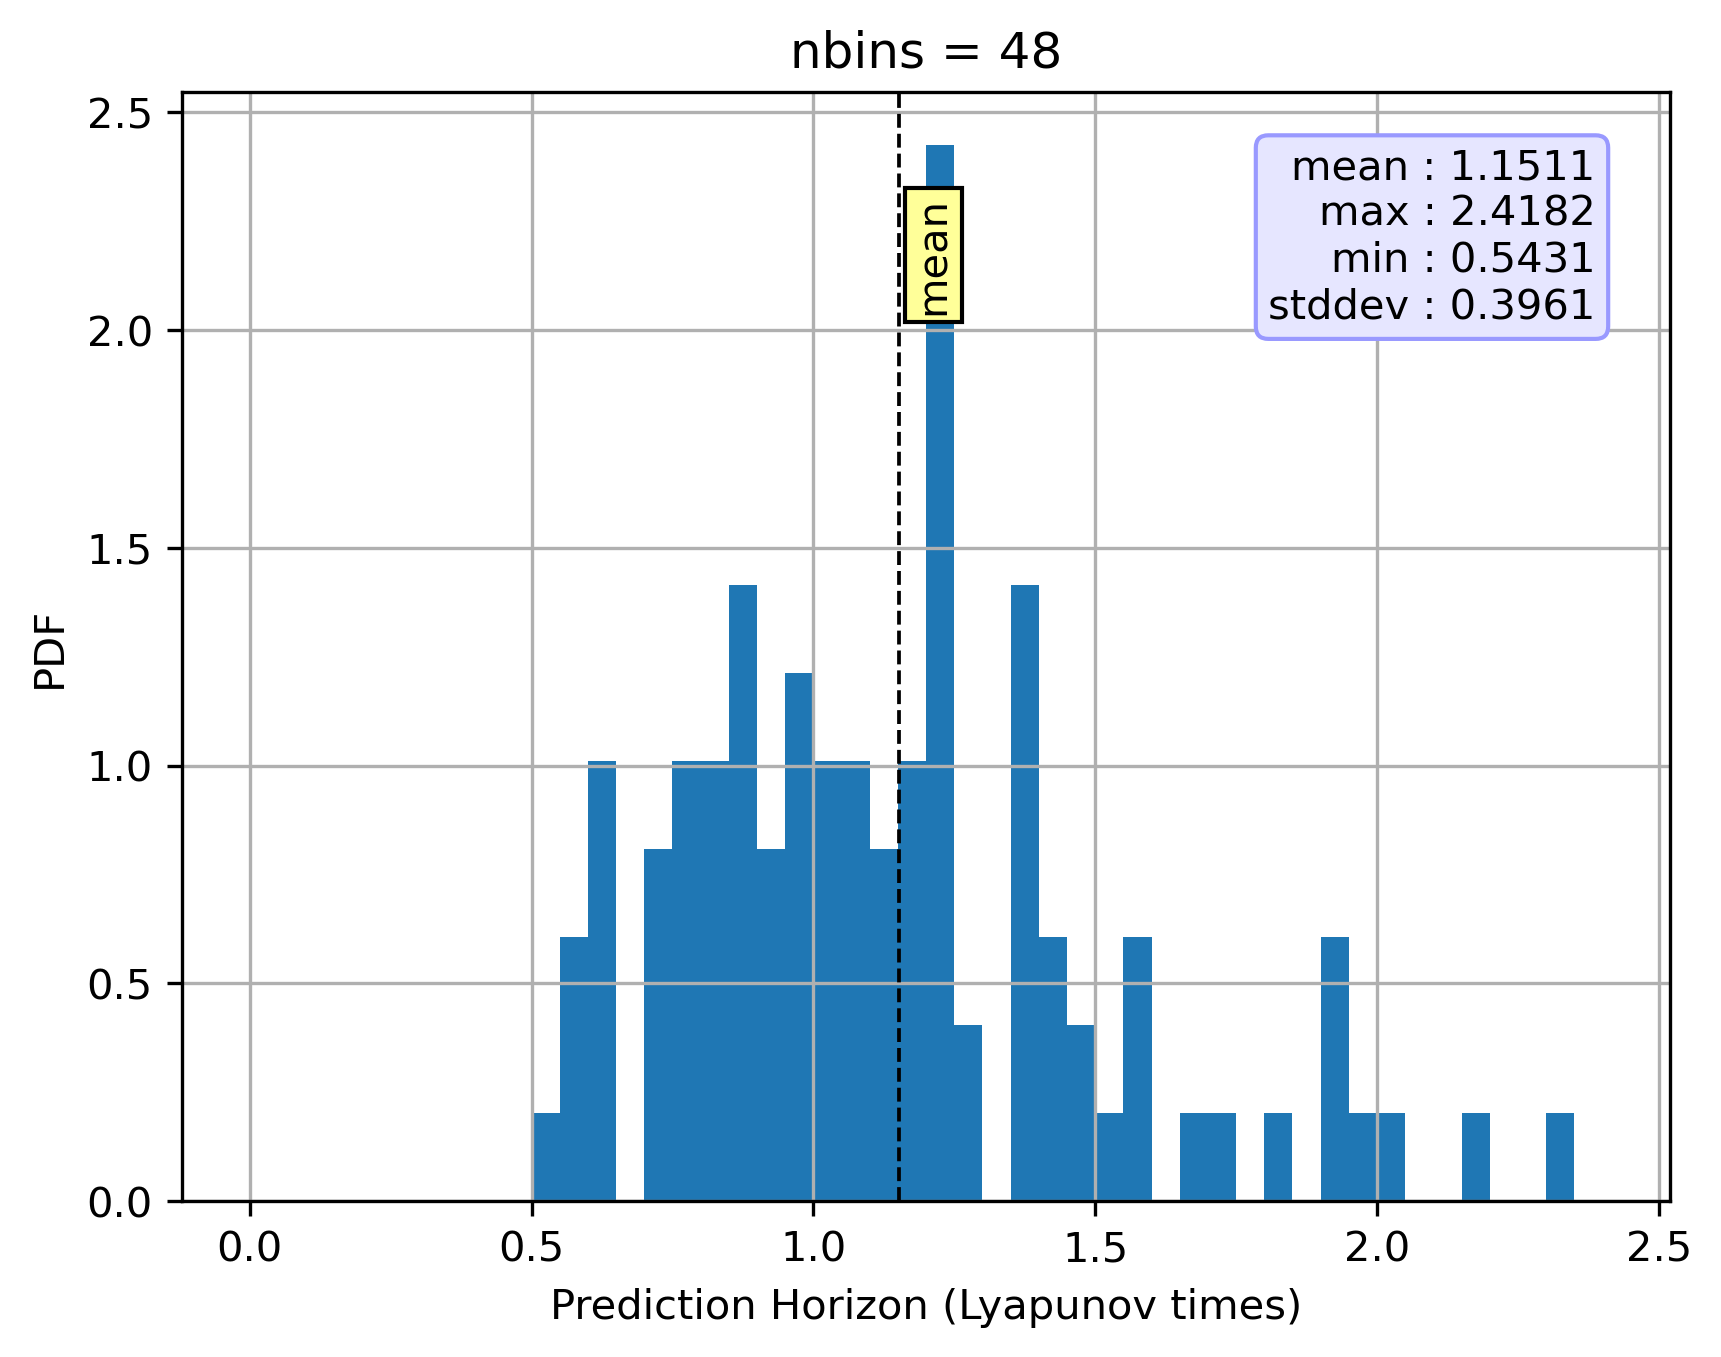 nbins = 48
2.5
2.0
1.5
1.0
0.5
0.0
PDF
mean
mean : 1.1511
max : 2.4182
min : 0.5431
stddev : 0.3961
0.0 0.5 1.0 1.5 2.0 2.5
Prediction Horizon (Lyapunov times)